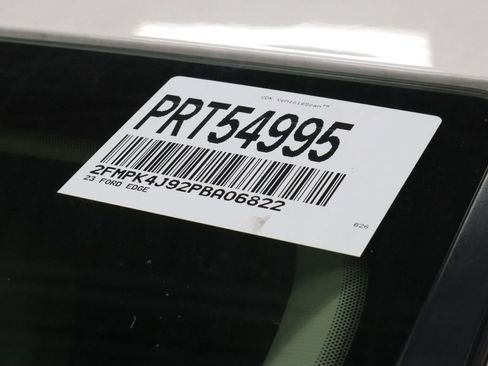 CDK VehicleScan™
PRT54995
2FMPK4J92PBA06822
23 FORD EDGE
B26